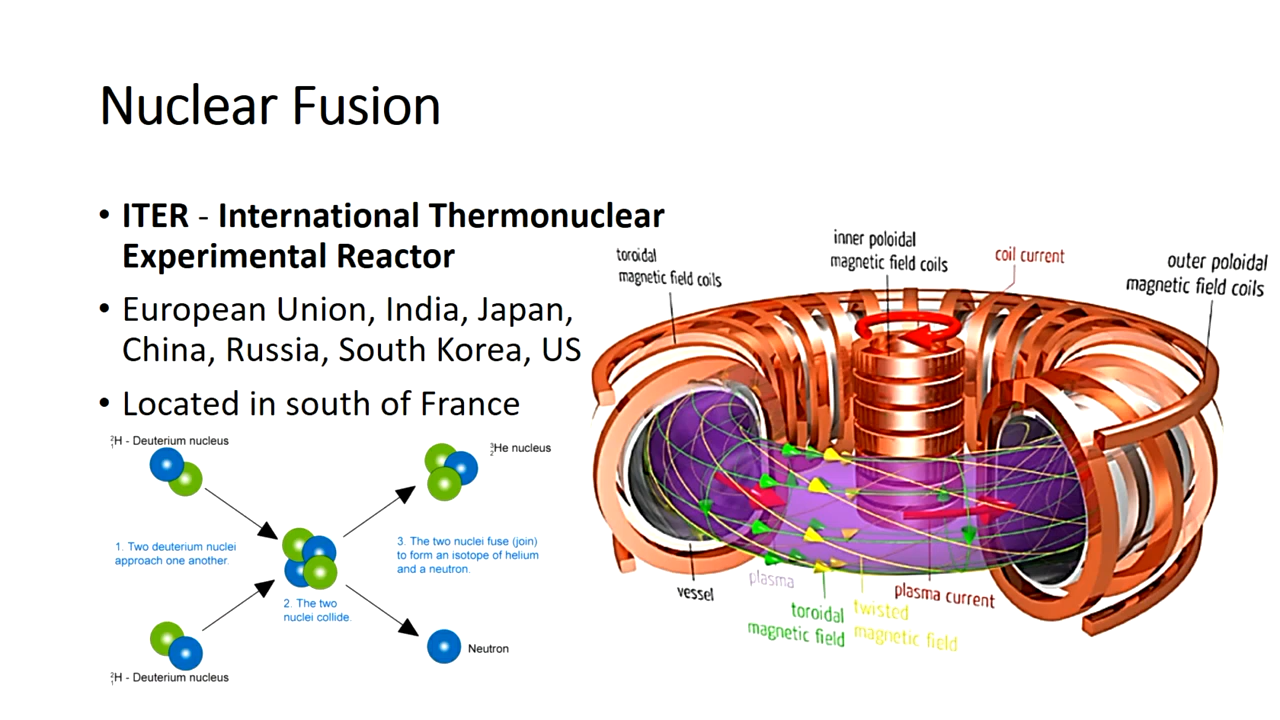 Nuclear Fusion
• ITER - International Thermonuclear
Experimental Reactor
• European Union, India, Japan,
China, Russia, South Korea, US
• Located in south of France
²₁H - Deuterium nucleus
³₂He nucleus
1. Two deuterium nuclei
approach one another.
3. The two nuclei fuse (join)
to form an isotope of helium
and a neutron.
2. The two
nuclei collide.
Neutron
²₁H - Deuterium nucleus
toroidal
magnetic field coils
inner poloidal
magnetic field coils
coil current
outer poloidal
magnetic field coils
vessel
plasma
plasma current
toroidal
magnetic field
twisted
magnetic field